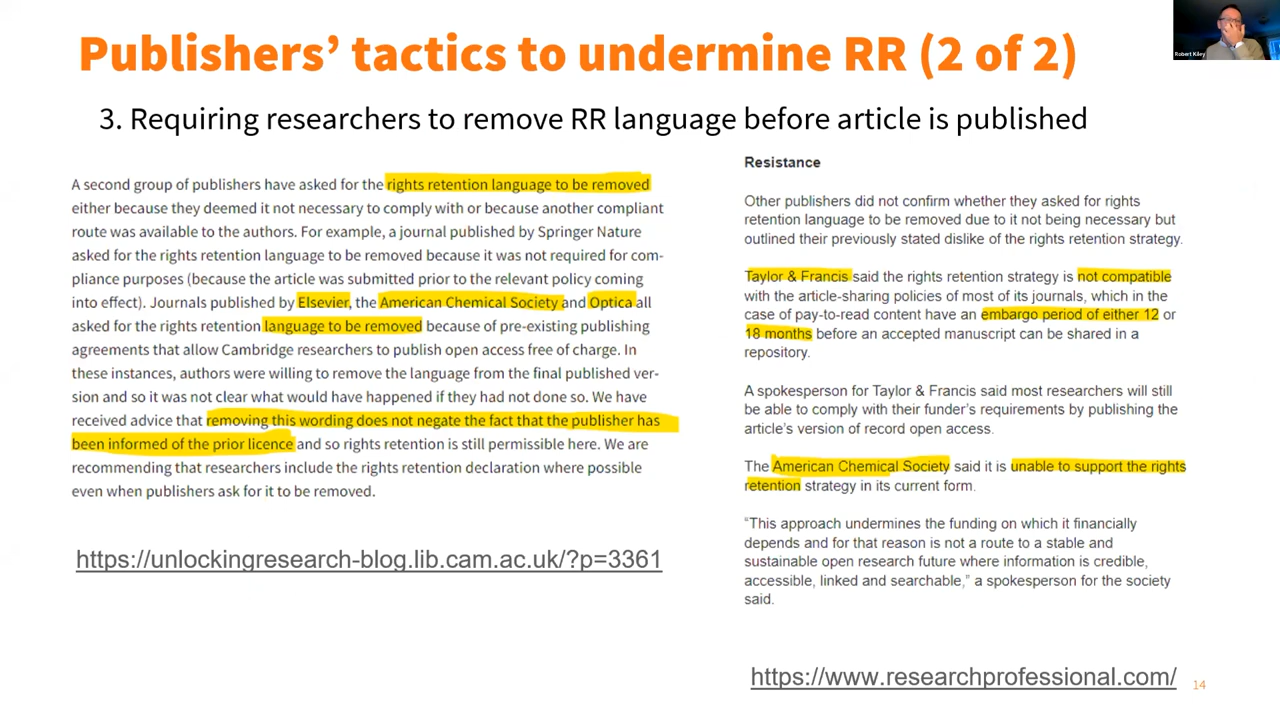 Publishers’ tactics to undermine RR (2 of 2)
Robert Kiley
3. Requiring researchers to remove RR language before article is published
A second group of publishers have asked for the rights retention language to be removed
either because they deemed it not necessary to comply with or because another compliant
route was available to the authors. For example, a journal published by Springer Nature
asked for the rights retention language to be removed because it was not required for com-
pliance purposes (because the article was submitted prior to the relevant policy coming
into effect). Journals published by Elsevier, the American Chemical Society and Optica all
asked for the rights retention language to be removed because of pre-existing publishing
agreements that allow Cambridge researchers to publish open access free of charge. In
these instances, authors were willing to remove the language from the final published ver-
sion and so it was not clear what would have happened if they had not done so. We have
received advice that removing this wording does not negate the fact that the publisher has
been informed of the prior licence and so rights retention is still permissible here. We are
recommending that researchers include the rights retention declaration where possible
even when publishers ask for it to be removed.
https://unlockingresearch-blog.lib.cam.ac.uk/?p=3361
Resistance
Other publishers did not confirm whether they asked for rights
retention language to be removed due to it not being necessary but
outlined their previously stated dislike of the rights retention strategy.
Taylor & Francis said the rights retention strategy is not compatible
with the article-sharing policies of most of its journals, which in the
case of pay-to-read content have an embargo period of either 12 or
18 months before an accepted manuscript can be shared in a
repository.
A spokesperson for Taylor & Francis said most researchers will still
be able to comply with their funder’s requirements by publishing the
article’s version of record open access.
The American Chemical Society said it is unable to support the rights
retention strategy in its current form.
“This approach undermines the funding on which it financially
depends and for that reason is not a route to a stable and
sustainable open research future where information is credible,
accessible, linked and searchable,” a spokesperson for the society
said.
https://www.researchprofessional.com/
14